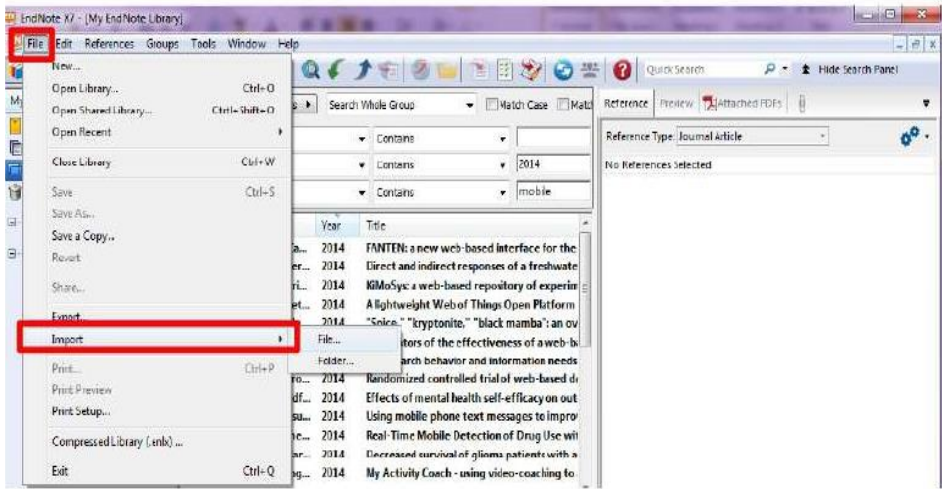 EndNote X7 - [My EndNote Library]
File Edit References Groups Tools Window Help
Quick Search
Hide Search Panel
New...
Open Library... Ctrl+O
Open Shared Library... Ctrl+Shift+O
Open Recent
Close Library Ctrl+W
Save Ctrl+S
Save As...
Save a Copy...
Revert
Share...
Export...
Import
Print... Ctrl+P
Print Preview
Print Setup...
Compressed Library (.enlx) ...
Exit Ctrl+Q
File...
Folder...
Search Whole Group
Match Case
Contains
Contains 2014
Contains mobile
Year Title
2014 FANTEN: a new web-based interface for the
2014 Direct and indirect responses of a freshwate
2014 KiMoSys: a web-based repository of experim
2014 A lightweight Web of Things Open Platform
2014 "Spice," "kryptonite," "black mamba": an ov
tors of the effectiveness of a web-b
arch behavior and information needs
2014 Randomized controlled trial of web-based de
2014 Effects of mental health self-efficacy on out
2014 Using mobile phone text messages to improv
2014 Real-Time Mobile Detection of Drug Use wit
2014 Decreased survival of glioma patients with a
2014 My Activity Coach - using video-coaching to
Reference Preview Attached PDFs
Reference Type: Journal Article
No References Selected